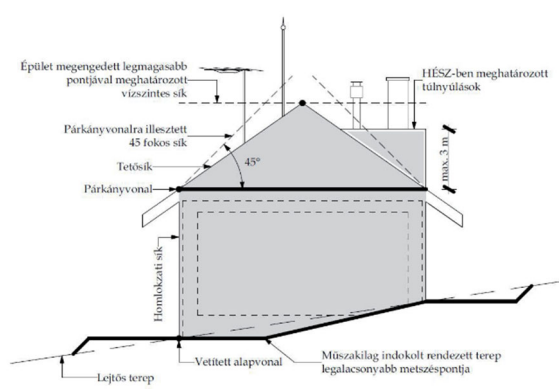 Épület megengedett legmagasabb
pontjával meghatározott
vízszintes sík
HÉSZ-ben meghatározott
túlnyúlások
Párkányvonalra illesztett
45 fokos sík
45°
max. 3 m
Tetősík
Párkányvonal
Homlokzati sík
Vetített alapvonal
Műszakilag indokolt rendezett terep
legalacsonyabb metszéspontja
Lejtős terep